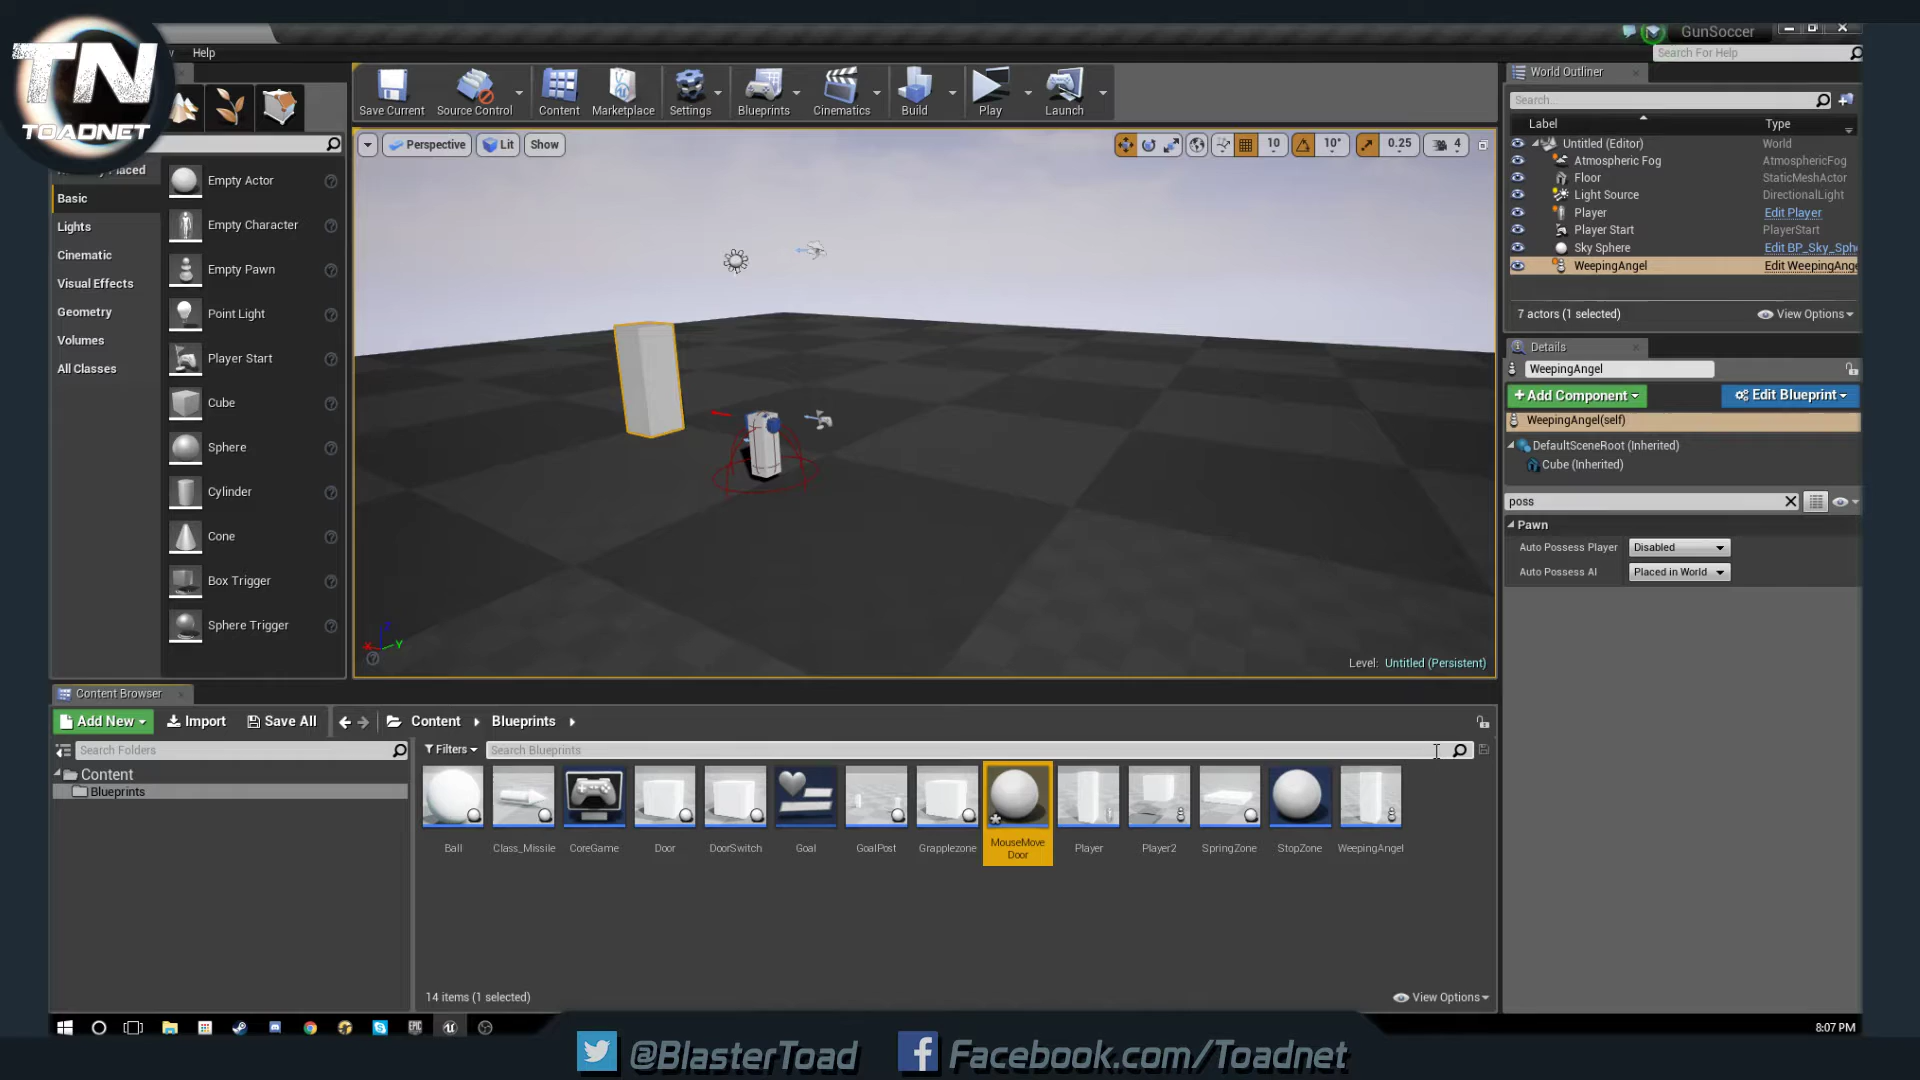 TN
TOADNET
Help
GunSoccer
Search For Help
Save Current
Source Control
Content
Marketplace
Settings
Blueprints
Cinematics
Build
Play
Launch
Placed
Basic
Lights
Cinematic
Visual Effects
Geometry
Volumes
All Classes
Empty Actor
Empty Character
Empty Pawn
Point Light
Player Start
Cube
Sphere
Cylinder
Cone
Box Trigger
Sphere Trigger
Perspective
Lit
Show
10
10°
0.25
4
X
Y
Level: Untitled (Persistent)
World Outliner
Search...
Label Type
Untitled (Editor) World
Atmospheric Fog AtmosphericFog
Floor StaticMeshActor
Light Source DirectionalLight
Player Edit Player
Player Start PlayerStart
Sky Sphere Edit BP_Sky_Sph
WeepingAngel Edit WeepingAnge
7 actors (1 selected) View Options
Details
WeepingAngel
+ Add Component Edit Blueprint
WeepingAngel(self)
DefaultSceneRoot (Inherited)
Cube (Inherited)
poss
Pawn
Auto Possess Player Disabled
Auto Possess AI Placed in World
Content Browser
Add New Import Save All Content Blueprints
Search Folders
Filters Search Blueprints
Content
Blueprints
Ball
Class_Missile
CoreGame
Door
DoorSwitch
Goal
GoalPost
Grapplezone
MouseMove
Door
Player
Player2
SpringZone
StopZone
WeepingAngel
14 items (1 selected) View Options
EPIC
8:07 PM
@BlasterToad Facebook.com/Toadnet